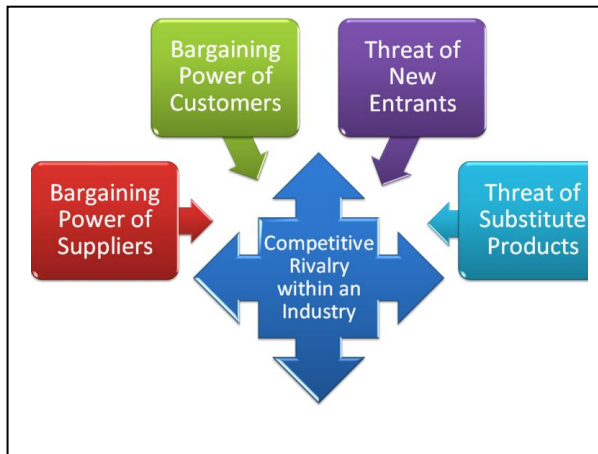 Bargaining
Power of
Customers
Threat of
New
Entrants
Bargaining
Power of
Suppliers
Threat of
Substitute
Products
Competitive
Rivalry
within an
Industry